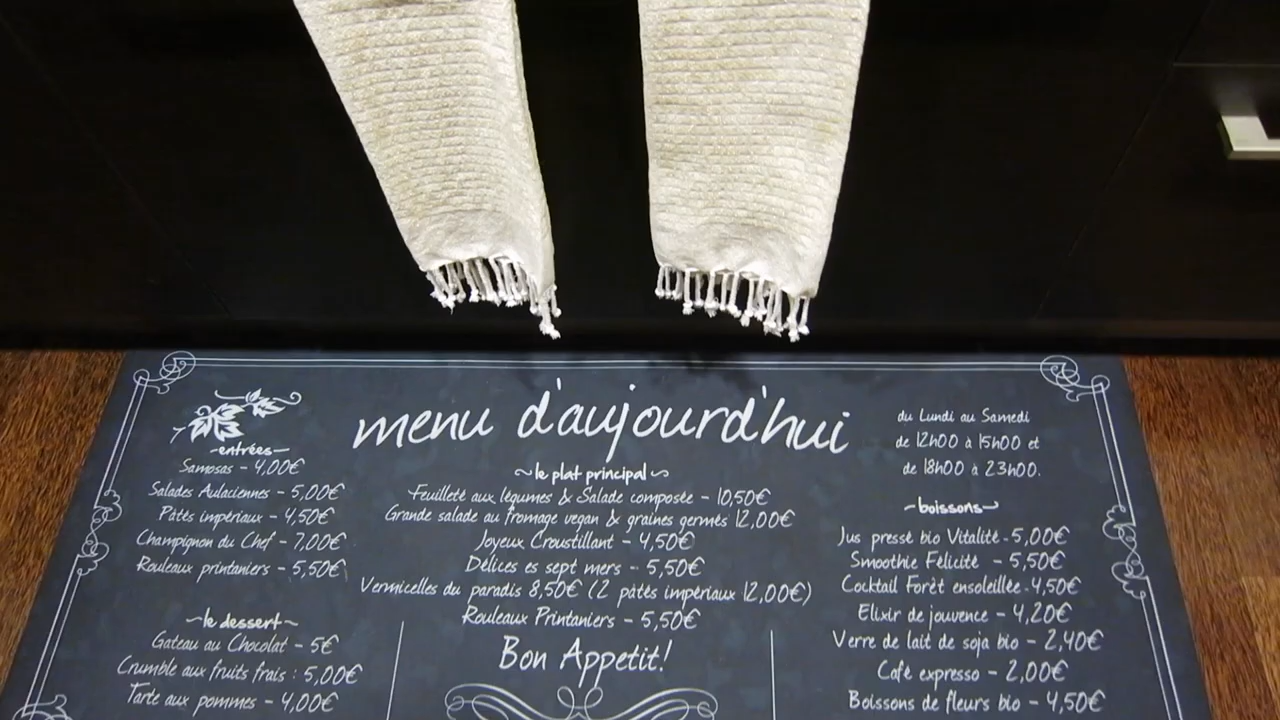 menu d'aujourd'hui
entrées
Samosas - 4,00€
Salades Aulaciennes - 5,00€
Pâtés impériaux - 4,50€
Champignon du Chef - 7,00€
Rouleaux printaniers - 5,50€
le dessert
Gateau au Chocolat - 5€
Crumble aux fruits frais : 5,00€
Tarte aux pommes - 4,00€
le plat principal
Feuilleté aux légumes & Salade composée - 10,50€
Grande salade au fromage vegan & graines germés 12,00€
Joyeux Croustillant - 4,50€
Délices es sept mers - 5,50€
Vermicelles du paradis 8,50€ (2 pâtés impériaux 12,00€)
Rouleaux Printaniers - 5,50€
Bon Appetit!
du Lundi au Samedi
de 12h00 à 15h00 et
de 18h00 à 23h00.
boissons
Jus pressé bio Vitalité - 5,00€
Smoothie Félicité - 5,50€
Cocktail Forêt ensoleillée - 4,50€
Elixir de jouvence - 4,20€
Verre de lait de soja bio - 2,40€
Café expresso - 2,00€
Boissons de fleurs bio - 4,50€